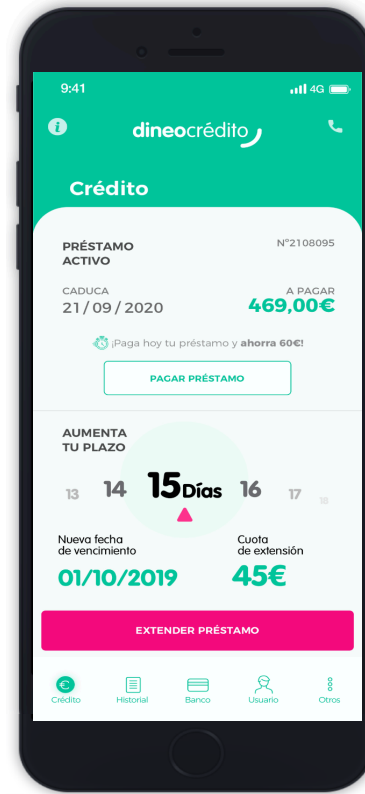 9:41
4G
dineocrédito
Crédito
PRÉSTAMO
ACTIVO
Nº2108095
CADUCA
21/09/2020
A PAGAR
469,00€
¡Paga hoy tu préstamo y ahorra 60€!
PAGAR PRÉSTAMO
AUMENTA
TU PLAZO
13 14 15Días 16 17 18
Nueva fecha
de vencimiento
01/10/2019
Cuota
de extensión
45€
EXTENDER PRÉSTAMO
Crédito Historial Banco Usuario Otros